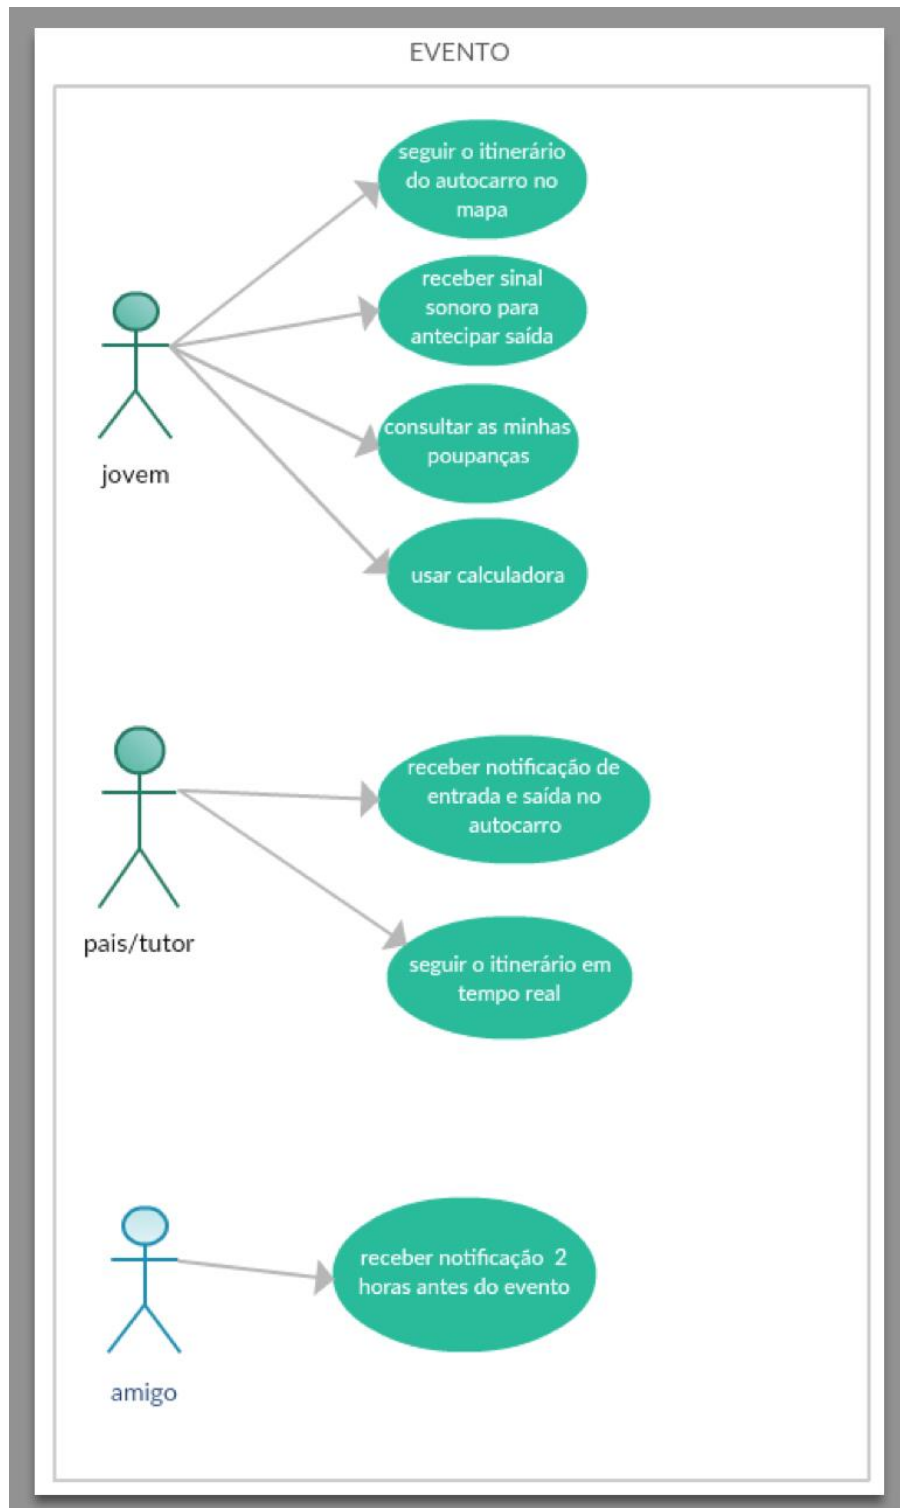 EVENTO
seguir o itinerário
do autocarro no
mapa
receber sinal
sonoro para
antecipar saída
consultar as minhas
poupanças
usar calculadora
jovem
receber notificação de
entrada e saída no
autocarro
seguir o itinerário em
tempo real
pais/tutor
receber notificação 2
horas antes do evento
amigo